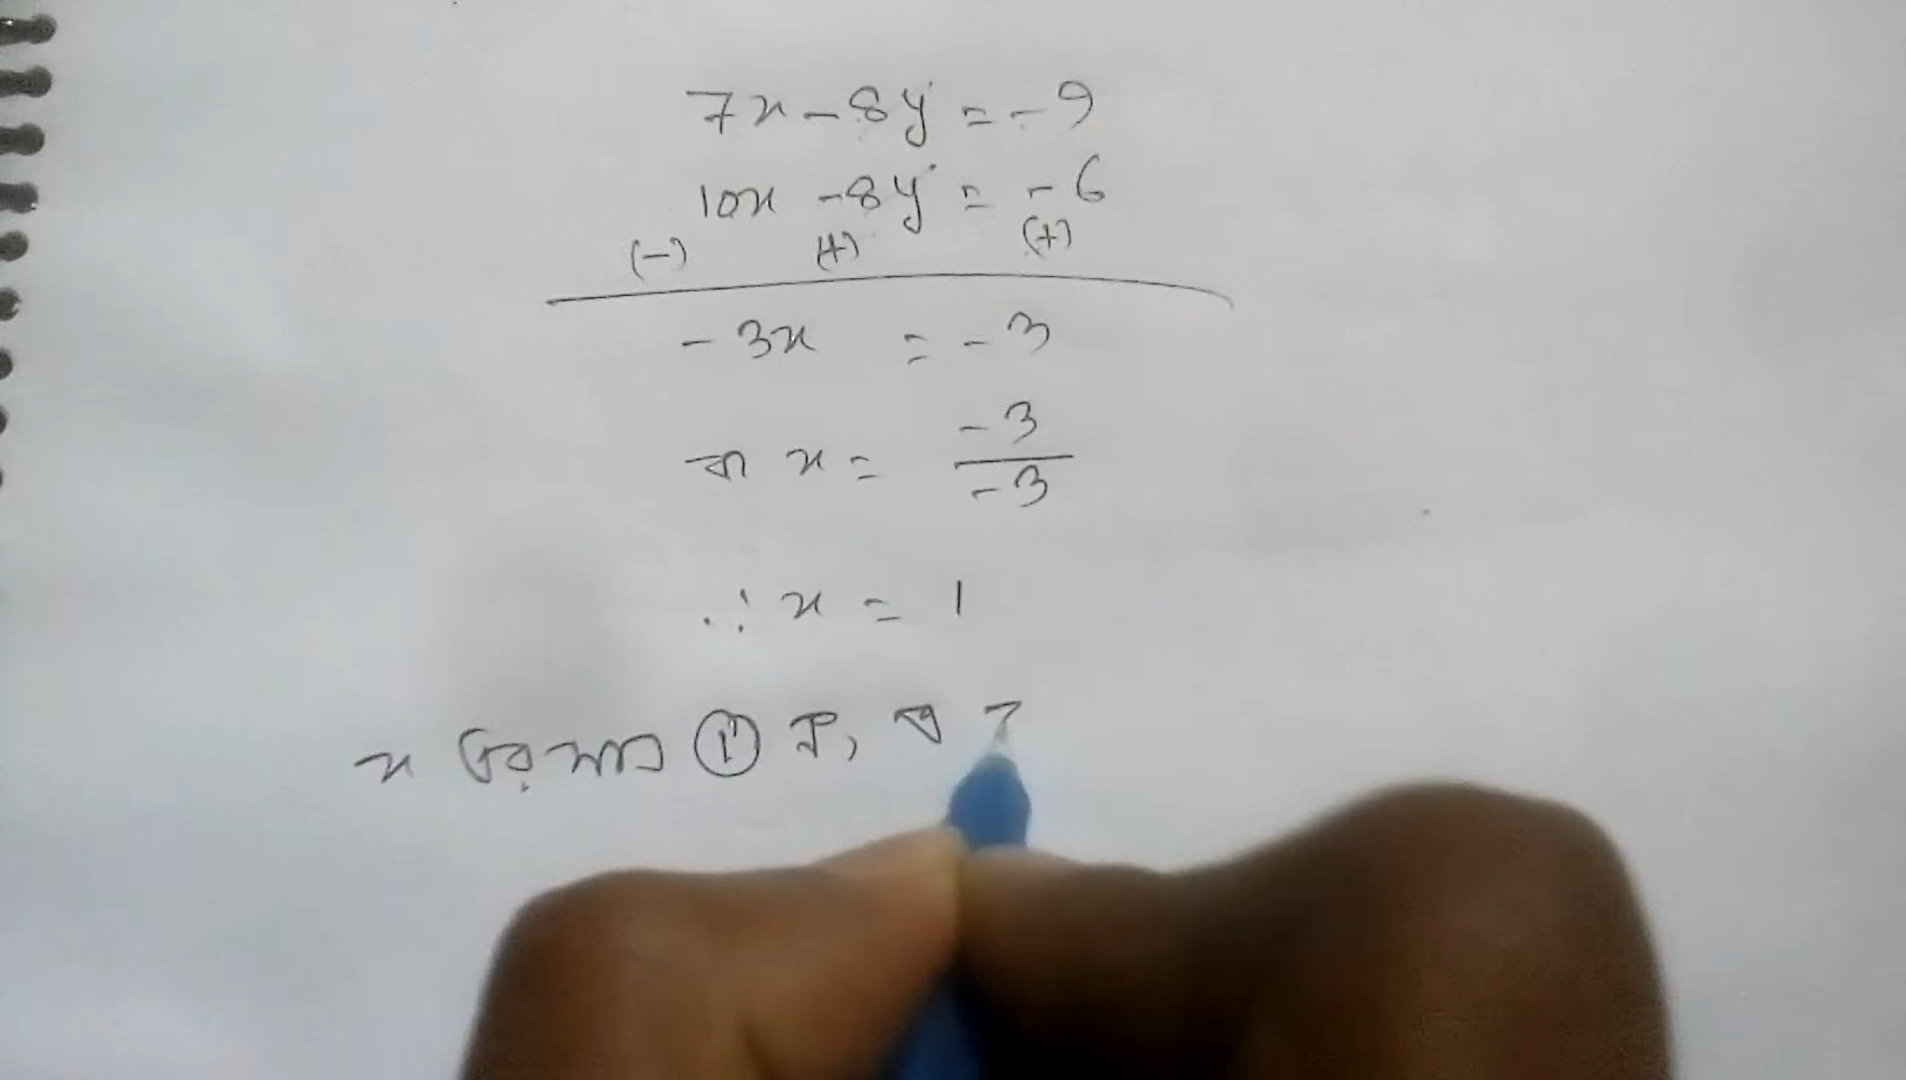 7x - 8y = - 9
10x - 8y = - 6
(-) (+) (+)
- 3x = - 3
বা x = -3/-3
∴ x = 1
x এর মান ① এ,